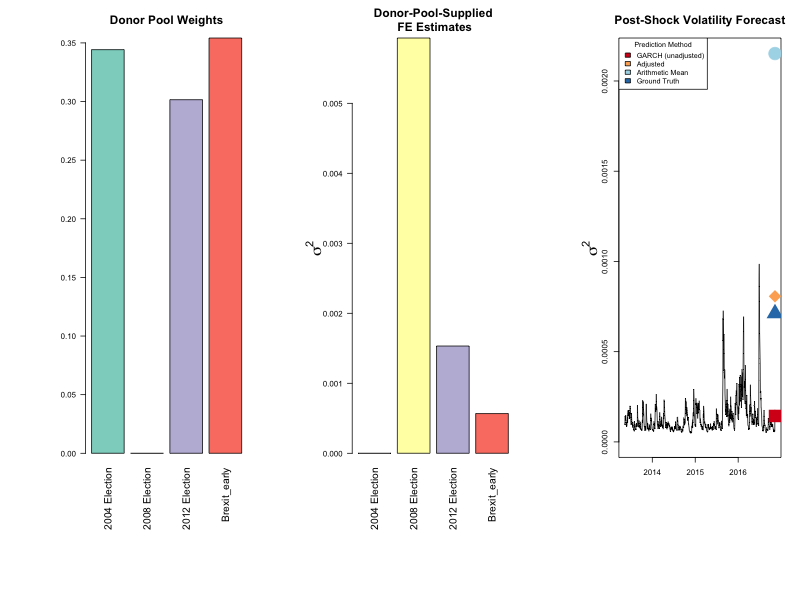 Donor Pool Weights
0.35
0.30
0.25
0.20
0.15
0.10
0.05
0.00
2004 Election
2008 Election
2012 Election
Brexit_early
Donor-Pool-Supplied
FE Estimates
σ²
0.005
0.003
0.002
0.001
0.000
2004 Election
2008 Election
2012 Election
Brexit_early
Post-Shock Volatility Forecast
σ²
0.0020
0.0015
0.0010
0.0005
0.0000
Prediction Method
GARCH (unadjusted)
Adjusted
Arithmetic Mean
Ground Truth
2014
2015
2016